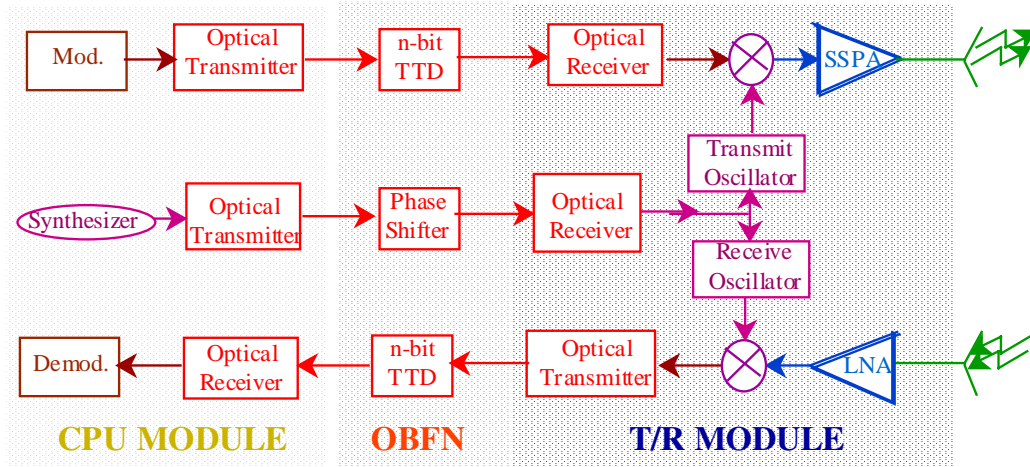 Mod.
Optical
Transmitter
n-bit
TTD
Optical
Receiver
SSPA
Transmit
Oscillator
Synthesizer
Optical
Transmitter
Phase
Shifter
Optical
Receiver
Receive
Oscillator
Demod.
Optical
Receiver
n-bit
TTD
Optical
Transmitter
LNA
CPU MODULE
OBFN
T/R MODULE